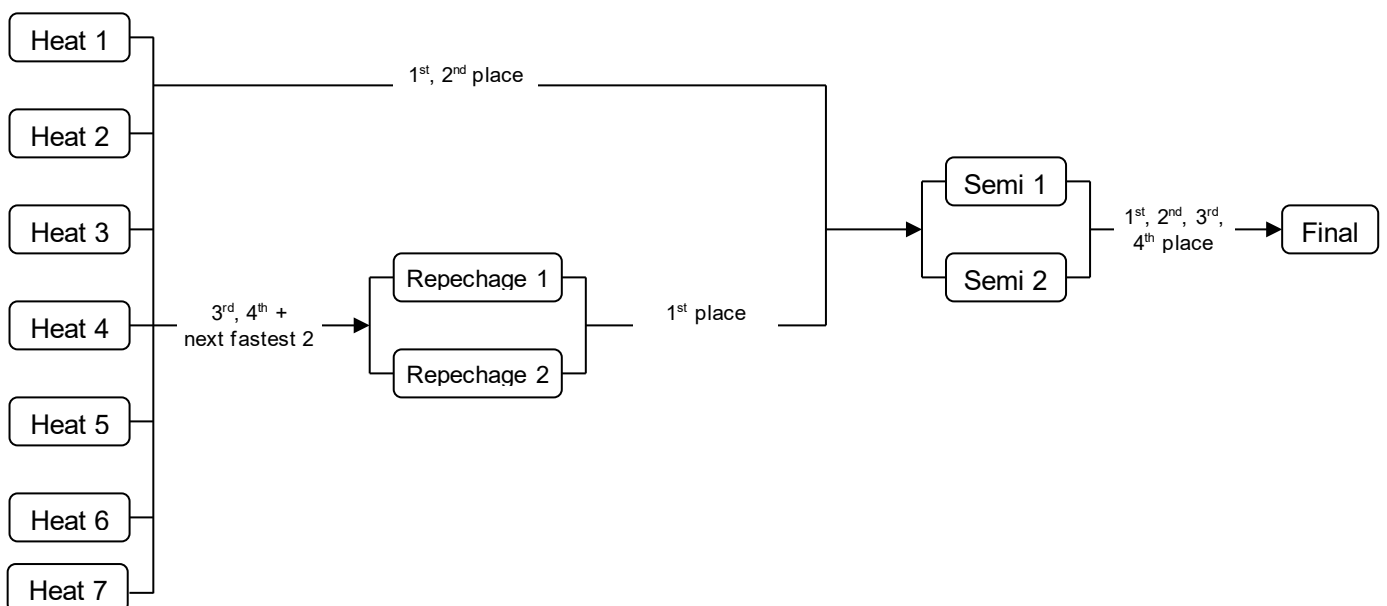 Heat 1
1st, 2nd place
Heat 2
Semi 1
1st, 2nd, 3rd,
4th place
Final
Heat 3
Semi 2
Repechage 1
Heat 4
3rd, 4th +
next fastest 2
1st place
Repechage 2
Heat 5
Heat 6
Heat 7